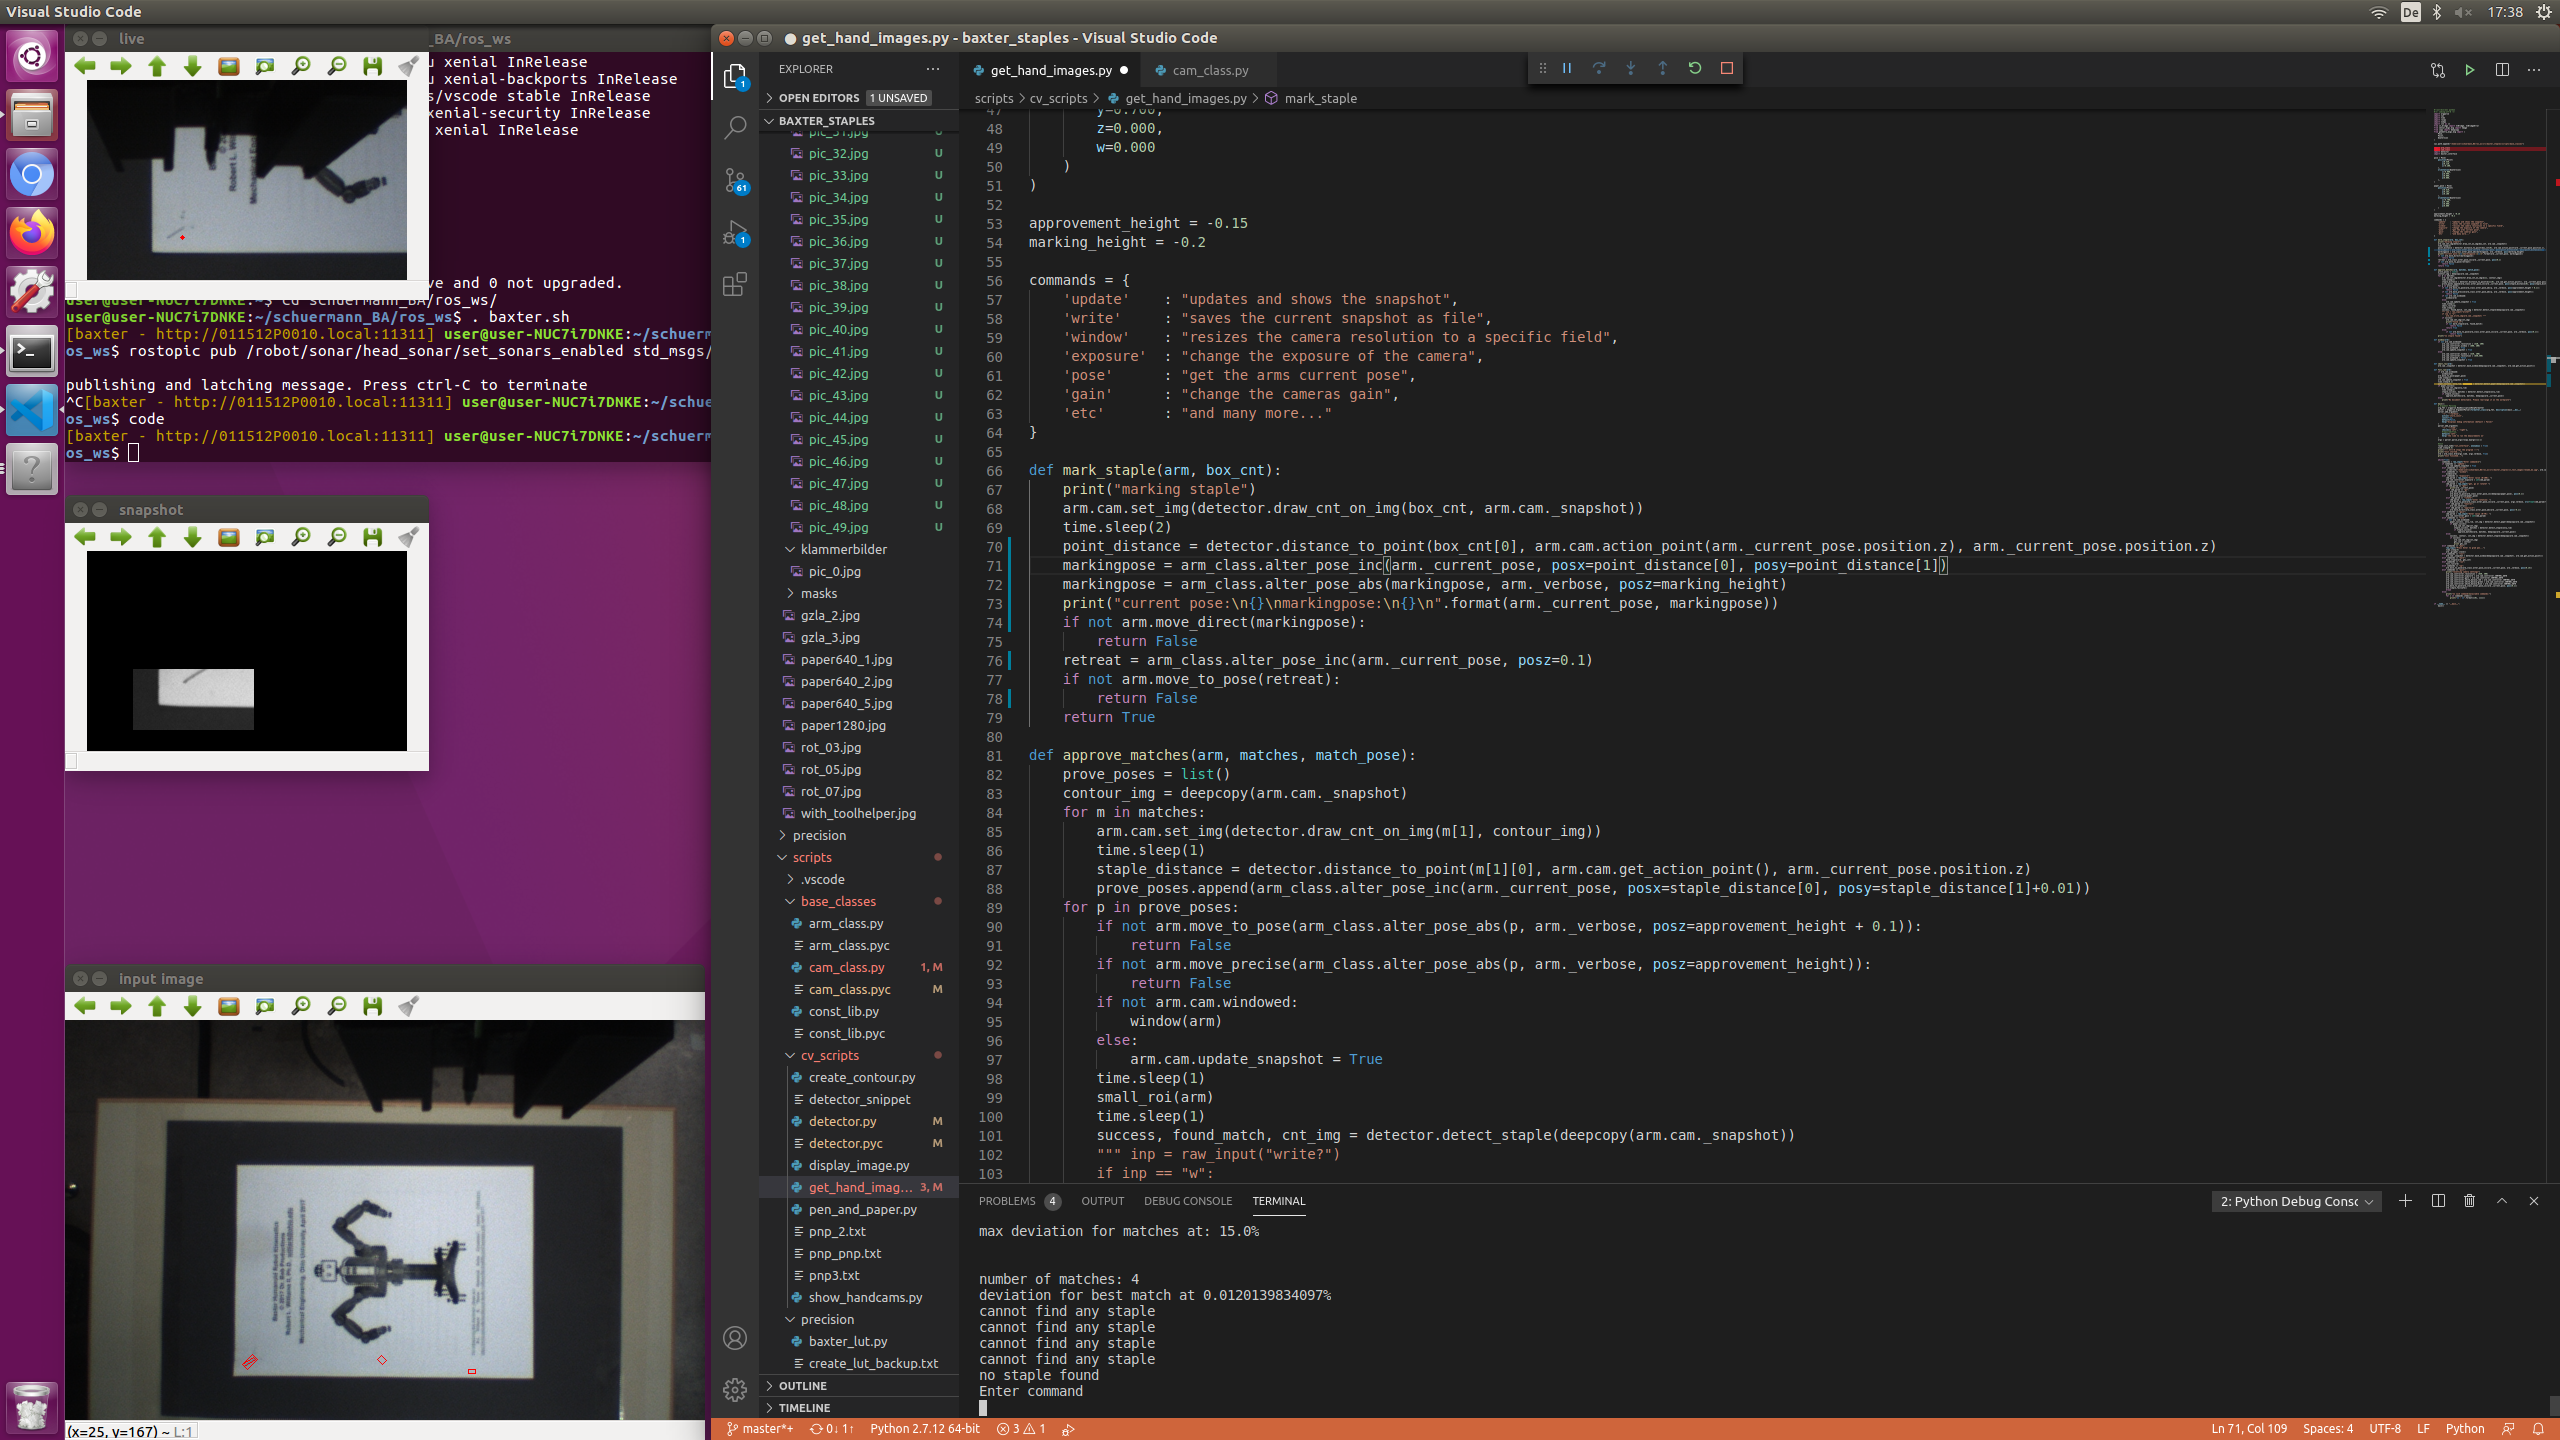 Visual Studio Code
De
17:38
live
_BA/ros_ws
u xenial InRelease
u xenial-backports InRelease
s/vscode stable InRelease
xenial-security InRelease
xenial InRelease
ve and 0 not upgraded.
user@user-NUC7i7DNKE:~$ cd schuermann_BA/ros_ws/
user@user-NUC7i7DNKE:~/schuermann_BA/ros_ws$ . baxter.sh
[baxter - http://011512P0010.local:11311] user@user-NUC7i7DNKE:~/schuerm
os_ws$ rostopic pub /robot/sonar/head_sonar/set_sonars_enabled std_msgs/
publishing and latching message. Press ctrl-C to terminate
^C[baxter - http://011512P0010.local:11311] user@user-NUC7i7DNKE:~/schue
os_ws$ code
[baxter - http://011512P0010.local:11311] user@user-NUC7i7DNKE:~/schuerm
os_ws$
snapshot
input image
(x=25, y=167) ~ L:1
get_hand_images.py - baxter_staples - Visual Studio Code
EXPLORER
OPEN EDITORS 1 UNSAVED
BAXTER_STAPLES
pic_31.jpg U
pic_32.jpg U
pic_33.jpg U
pic_34.jpg U
pic_35.jpg U
pic_36.jpg U
pic_37.jpg U
pic_38.jpg U
pic_39.jpg U
pic_40.jpg U
pic_41.jpg U
pic_42.jpg U
pic_43.jpg U
pic_44.jpg U
pic_45.jpg U
pic_46.jpg U
pic_47.jpg U
pic_48.jpg U
pic_49.jpg U
klammerbilder
pic_0.jpg
masks
gzla_2.jpg
gzla_3.jpg
paper640_1.jpg
paper640_2.jpg
paper640_5.jpg
paper1280.jpg
rot_03.jpg
rot_05.jpg
rot_07.jpg
with_toolhelper.jpg
precision
scripts
.vscode
base_classes
arm_class.py
arm_class.pyc
cam_class.py 1, M
cam_class.pyc M
const_lib.py
const_lib.pyc
cv_scripts
create_contour.py
detector_snippet
detector.py M
detector.pyc M
display_image.py
get_hand_imag... 3, M
pen_and_paper.py
pnp_2.txt
pnp_pnp.txt
pnp3.txt
show_handcams.py
precision
baxter_lut.py
create_lut_backup.txt
OUTLINE
TIMELINE
1
61
1
get_hand_images.py
cam_class.py
scripts > cv_scripts > get_hand_images.py > mark_staple
47 y=0.700,
48 z=0.000,
49 w=0.000
50 )
51 )
52
53 approvement_height = -0.15
54 marking_height = -0.2
55
56 commands = {
57 'update' : "updates and shows the snapshot",
58 'write' : "saves the current snapshot as file",
59 'window' : "resizes the camera resolution to a specific field",
60 'exposure' : "change the exposure of the camera",
61 'pose' : "get the arms current pose",
62 'gain' : "change the cameras gain",
63 'etc' : "and many more..."
64 }
65
66 def mark_staple(arm, box_cnt):
67 print("marking staple")
68 arm.cam.set_img(detector.draw_cnt_on_img(box_cnt, arm.cam._snapshot))
69 time.sleep(2)
70 point_distance = detector.distance_to_point(box_cnt[0], arm.cam.action_point(arm._current_pose.position.z), arm._current_pose.position.z)
71 markingpose = arm_class.alter_pose_inc(arm._current_pose, posx=point_distance[0], posy=point_distance[1])
72 markingpose = arm_class.alter_pose_abs(markingpose, arm._verbose, posz=marking_height)
73 print("current pose:\n{}\nmarkingpose:\n{}\n".format(arm._current_pose, markingpose))
74 if not arm.move_direct(markingpose):
75 return False
76 retreat = arm_class.alter_pose_inc(arm._current_pose, posz=0.1)
77 if not arm.move_to_pose(retreat):
78 return False
79 return True
80
81 def approve_matches(arm, matches, match_pose):
82 prove_poses = list()
83 contour_img = deepcopy(arm.cam._snapshot)
84 for m in matches:
85 arm.cam.set_img(detector.draw_cnt_on_img(m[1], contour_img))
86 time.sleep(1)
87 staple_distance = detector.distance_to_point(m[1][0], arm.cam.get_action_point(), arm._current_pose.position.z)
88 prove_poses.append(arm_class.alter_pose_inc(arm._current_pose, posx=staple_distance[0], posy=staple_distance[1]+0.01))
89 for p in prove_poses:
90 if not arm.move_to_pose(arm_class.alter_pose_abs(p, arm._verbose, posz=approvement_height + 0.1)):
91 return False
92 if not arm.move_precise(arm_class.alter_pose_abs(p, arm._verbose, posz=approvement_height)):
93 return False
94 if not arm.cam.windowed:
95 window(arm)
96 else:
97 arm.cam.update_snapshot = True
98 time.sleep(1)
99 small_roi(arm)
100 time.sleep(1)
101 success, found_match, cnt_img = detector.detect_staple(deepcopy(arm.cam._snapshot))
102 """ inp = raw_input("write?")
103 if inp == "w":
PROBLEMS 4 OUTPUT DEBUG CONSOLE TERMINAL
2: Python Debug Consc
max deviation for matches at: 15.0%
number of matches: 4
deviation for best match at 0.0120139834097%
cannot find any staple
cannot find any staple
cannot find any staple
cannot find any staple
no staple found
Enter command
master*+ 0↓ 1↑ Python 2.7.12 64-bit 3 1
Ln 71, Col 109 Spaces: 4 UTF-8 LF Python